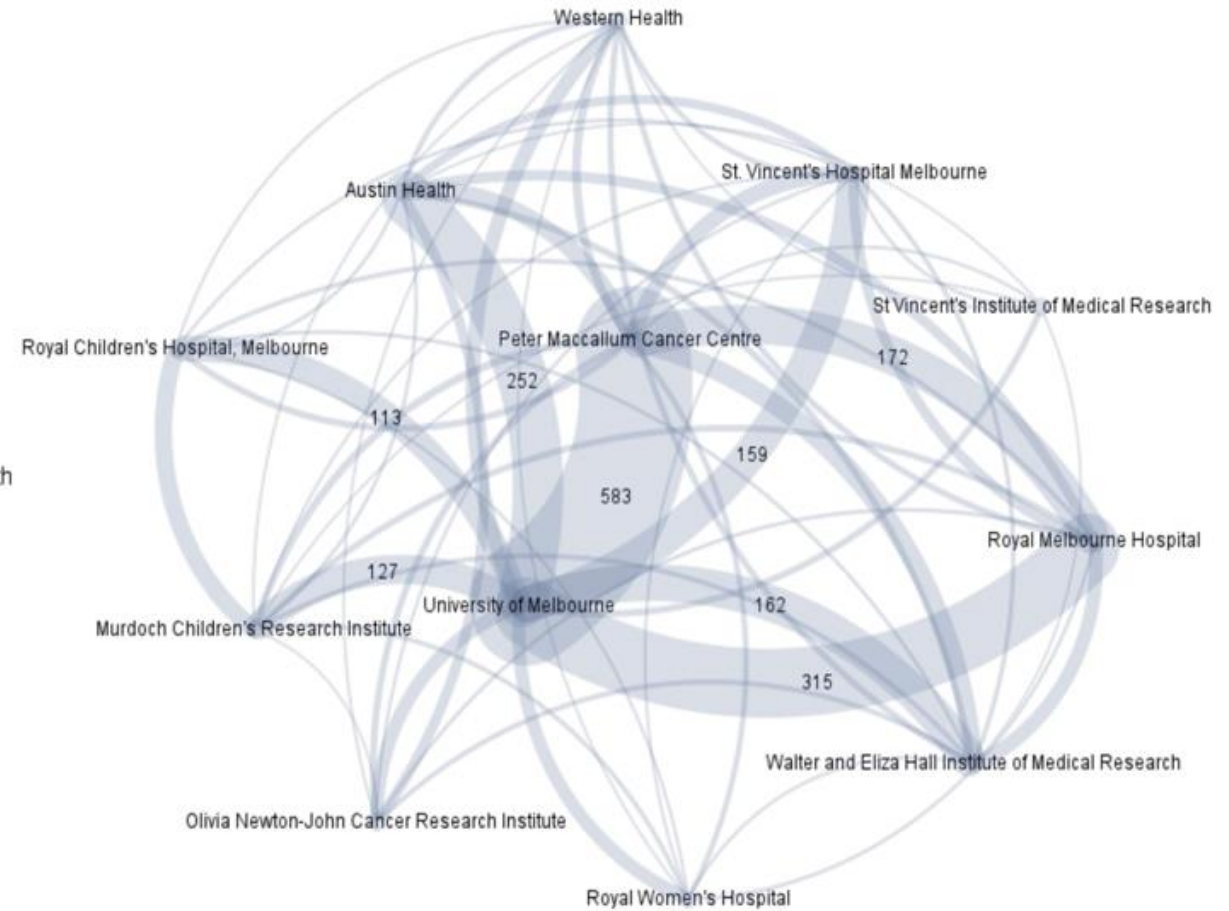 Western Health
St. Vincent's Hospital Melbourne
Austin Health
St Vincent's Institute of Medical Research
Peter Maccallum Cancer Centre
Royal Children's Hospital, Melbourne
172
252
113
159
th
583
Royal Melbourne Hospital
127
University of Melbourne
162
Murdoch Children's Research Institute
315
Walter and Eliza Hall Institute of Medical Research
Olivia Newton-John Cancer Research Institute
Royal Women's Hospital